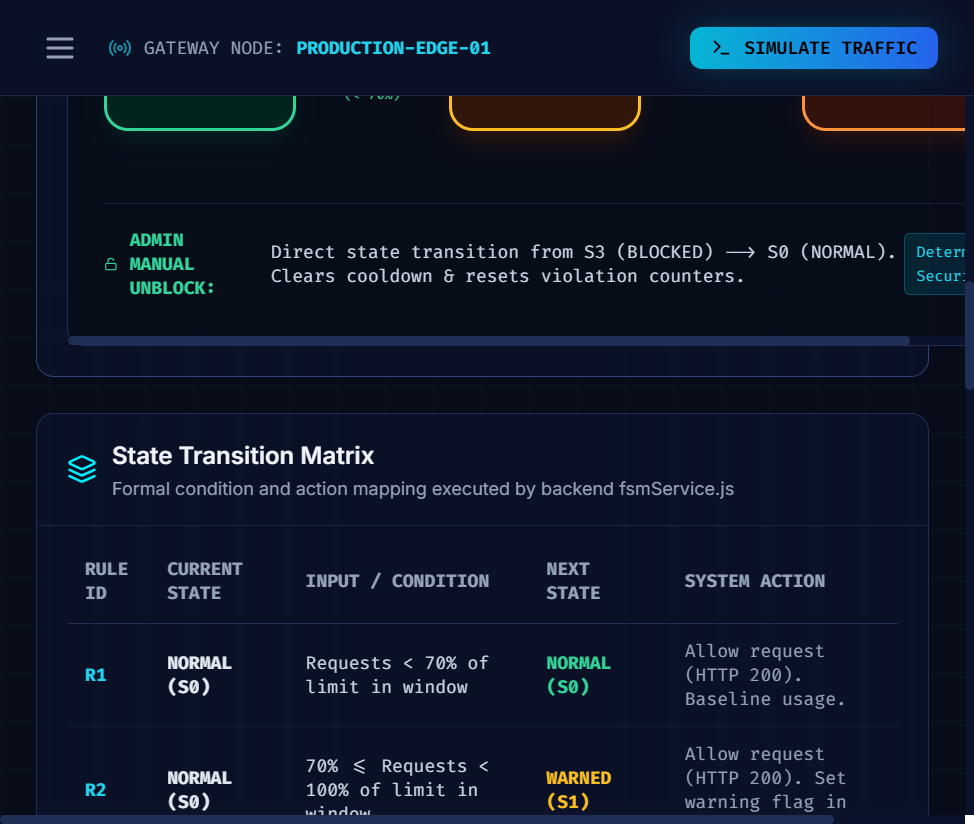 GATEWAY NODE: PRODUCTION-EDGE-01
SIMULATE TRAFFIC
(< 70%)
ADMIN
MANUAL
UNBLOCK:
Direct state transition from S3 (BLOCKED) ⟶ S0 (NORMAL).
Clears cooldown & resets violation counters.
State Transition Matrix
Formal condition and action mapping executed by backend fsmService.js
RULE
ID
CURRENT
STATE
INPUT / CONDITION
NEXT
STATE
SYSTEM ACTION
R1
NORMAL
(S0)
Requests < 70% of
limit in window
NORMAL
(S0)
Allow request
(HTTP 200).
Baseline usage.
R2
NORMAL
(S0)
70% ≤ Requests <
100% of limit in
window
WARNED
(S1)
Allow request
(HTTP 200). Set
warning flag in